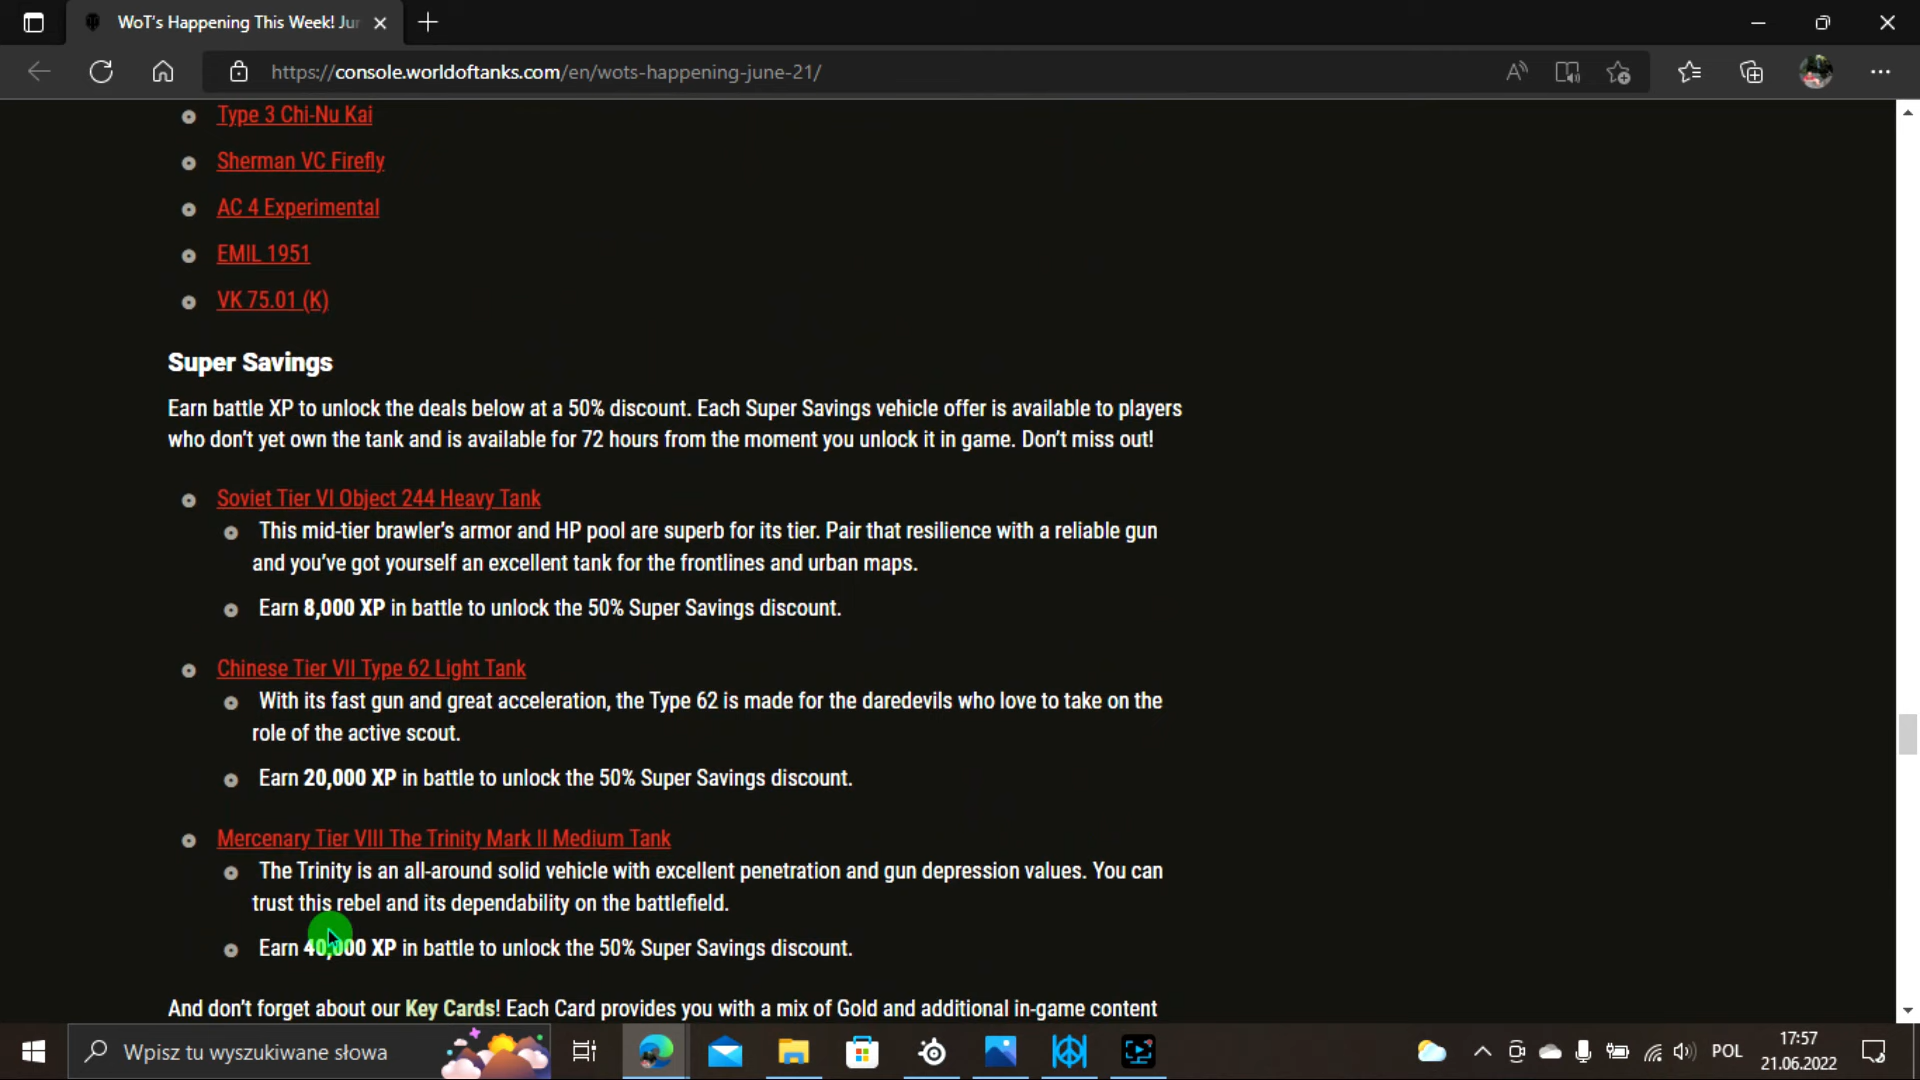 WoT's Happening This Week! Ju
https://console.worldoftanks.com/en/wots-happening-june-21/
Type 3 Chi-Nu Kai
Sherman VC Firefly
AC 4 Experimental
EMIL 1951
VK 75.01 (K)
Super Savings
Earn battle XP to unlock the deals below at a 50% discount. Each Super Savings vehicle offer is available to players
who don't yet own the tank and is available for 72 hours from the moment you unlock it in game. Don't miss out!
Soviet Tier VI Object 244 Heavy Tank
This mid-tier brawler's armor and HP pool are superb for its tier. Pair that resilience with a reliable gun
and you've got yourself an excellent tank for the frontlines and urban maps.
Earn 8,000 XP in battle to unlock the 50% Super Savings discount.
Chinese Tier VII Type 62 Light Tank
With its fast gun and great acceleration, the Type 62 is made for the daredevils who love to take on the
role of the active scout.
Earn 20,000 XP in battle to unlock the 50% Super Savings discount.
Mercenary Tier VIII The Trinity Mark II Medium Tank
The Trinity is an all-around solid vehicle with excellent penetration and gun depression values. You can
trust this rebel and its dependability on the battlefield.
Earn 40,000 XP in battle to unlock the 50% Super Savings discount.
And don't forget about our Key Cards! Each Card provides you with a mix of Gold and additional in-game content
Wpisz tu wyszukiwane słowa
POL
17:57
21.06.2022